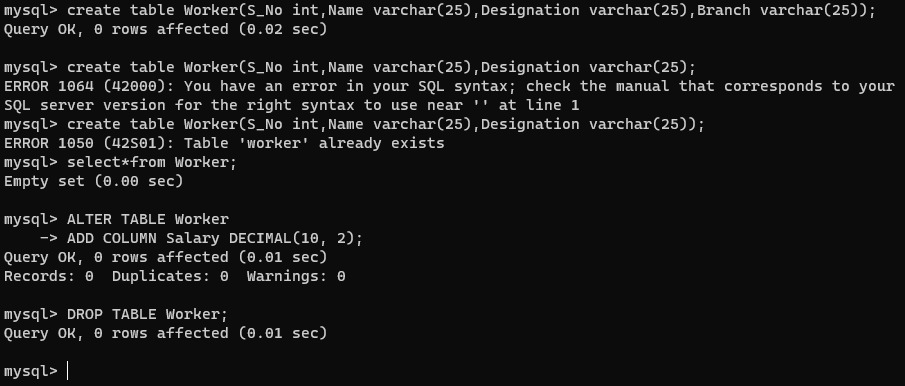 mysql> create table Worker(S_No int,Name varchar(25),Designation varchar(25),Branch varchar(25));
Query OK, 0 rows affected (0.02 sec)
mysql> create table Worker(S_No int,Name varchar(25),Designation varchar(25);
ERROR 1064 (42000): You have an error in your SQL syntax; check the manual that corresponds to your
SQL server version for the right syntax to use near '' at line 1
mysql> create table Worker(S_No int,Name varchar(25),Designation varchar(25));
ERROR 1050 (42S01): Table 'worker' already exists
mysql> select*from Worker;
Empty set (0.00 sec)
mysql> ALTER TABLE Worker
    -> ADD COLUMN Salary DECIMAL(10, 2);
Query OK, 0 rows affected (0.01 sec)
Records: 0  Duplicates: 0  Warnings: 0
mysql> DROP TABLE Worker;
Query OK, 0 rows affected (0.01 sec)
mysql>